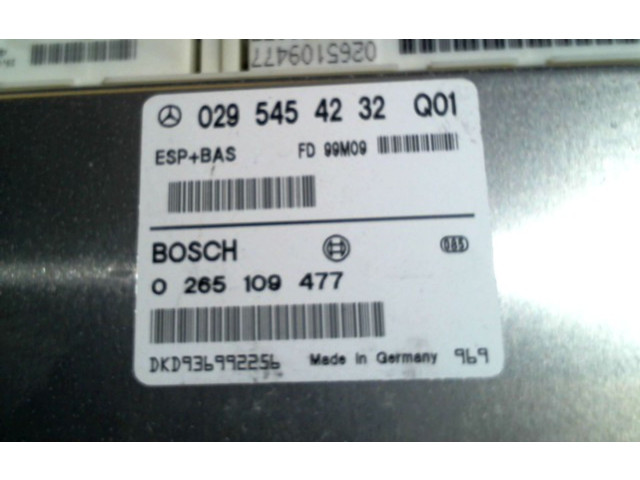 0265109477
029 545 42 32 Q01
ESP+BAS FD 99M09
BOSCH
0 265 109 477
DKD936992256 Made in Germany 969